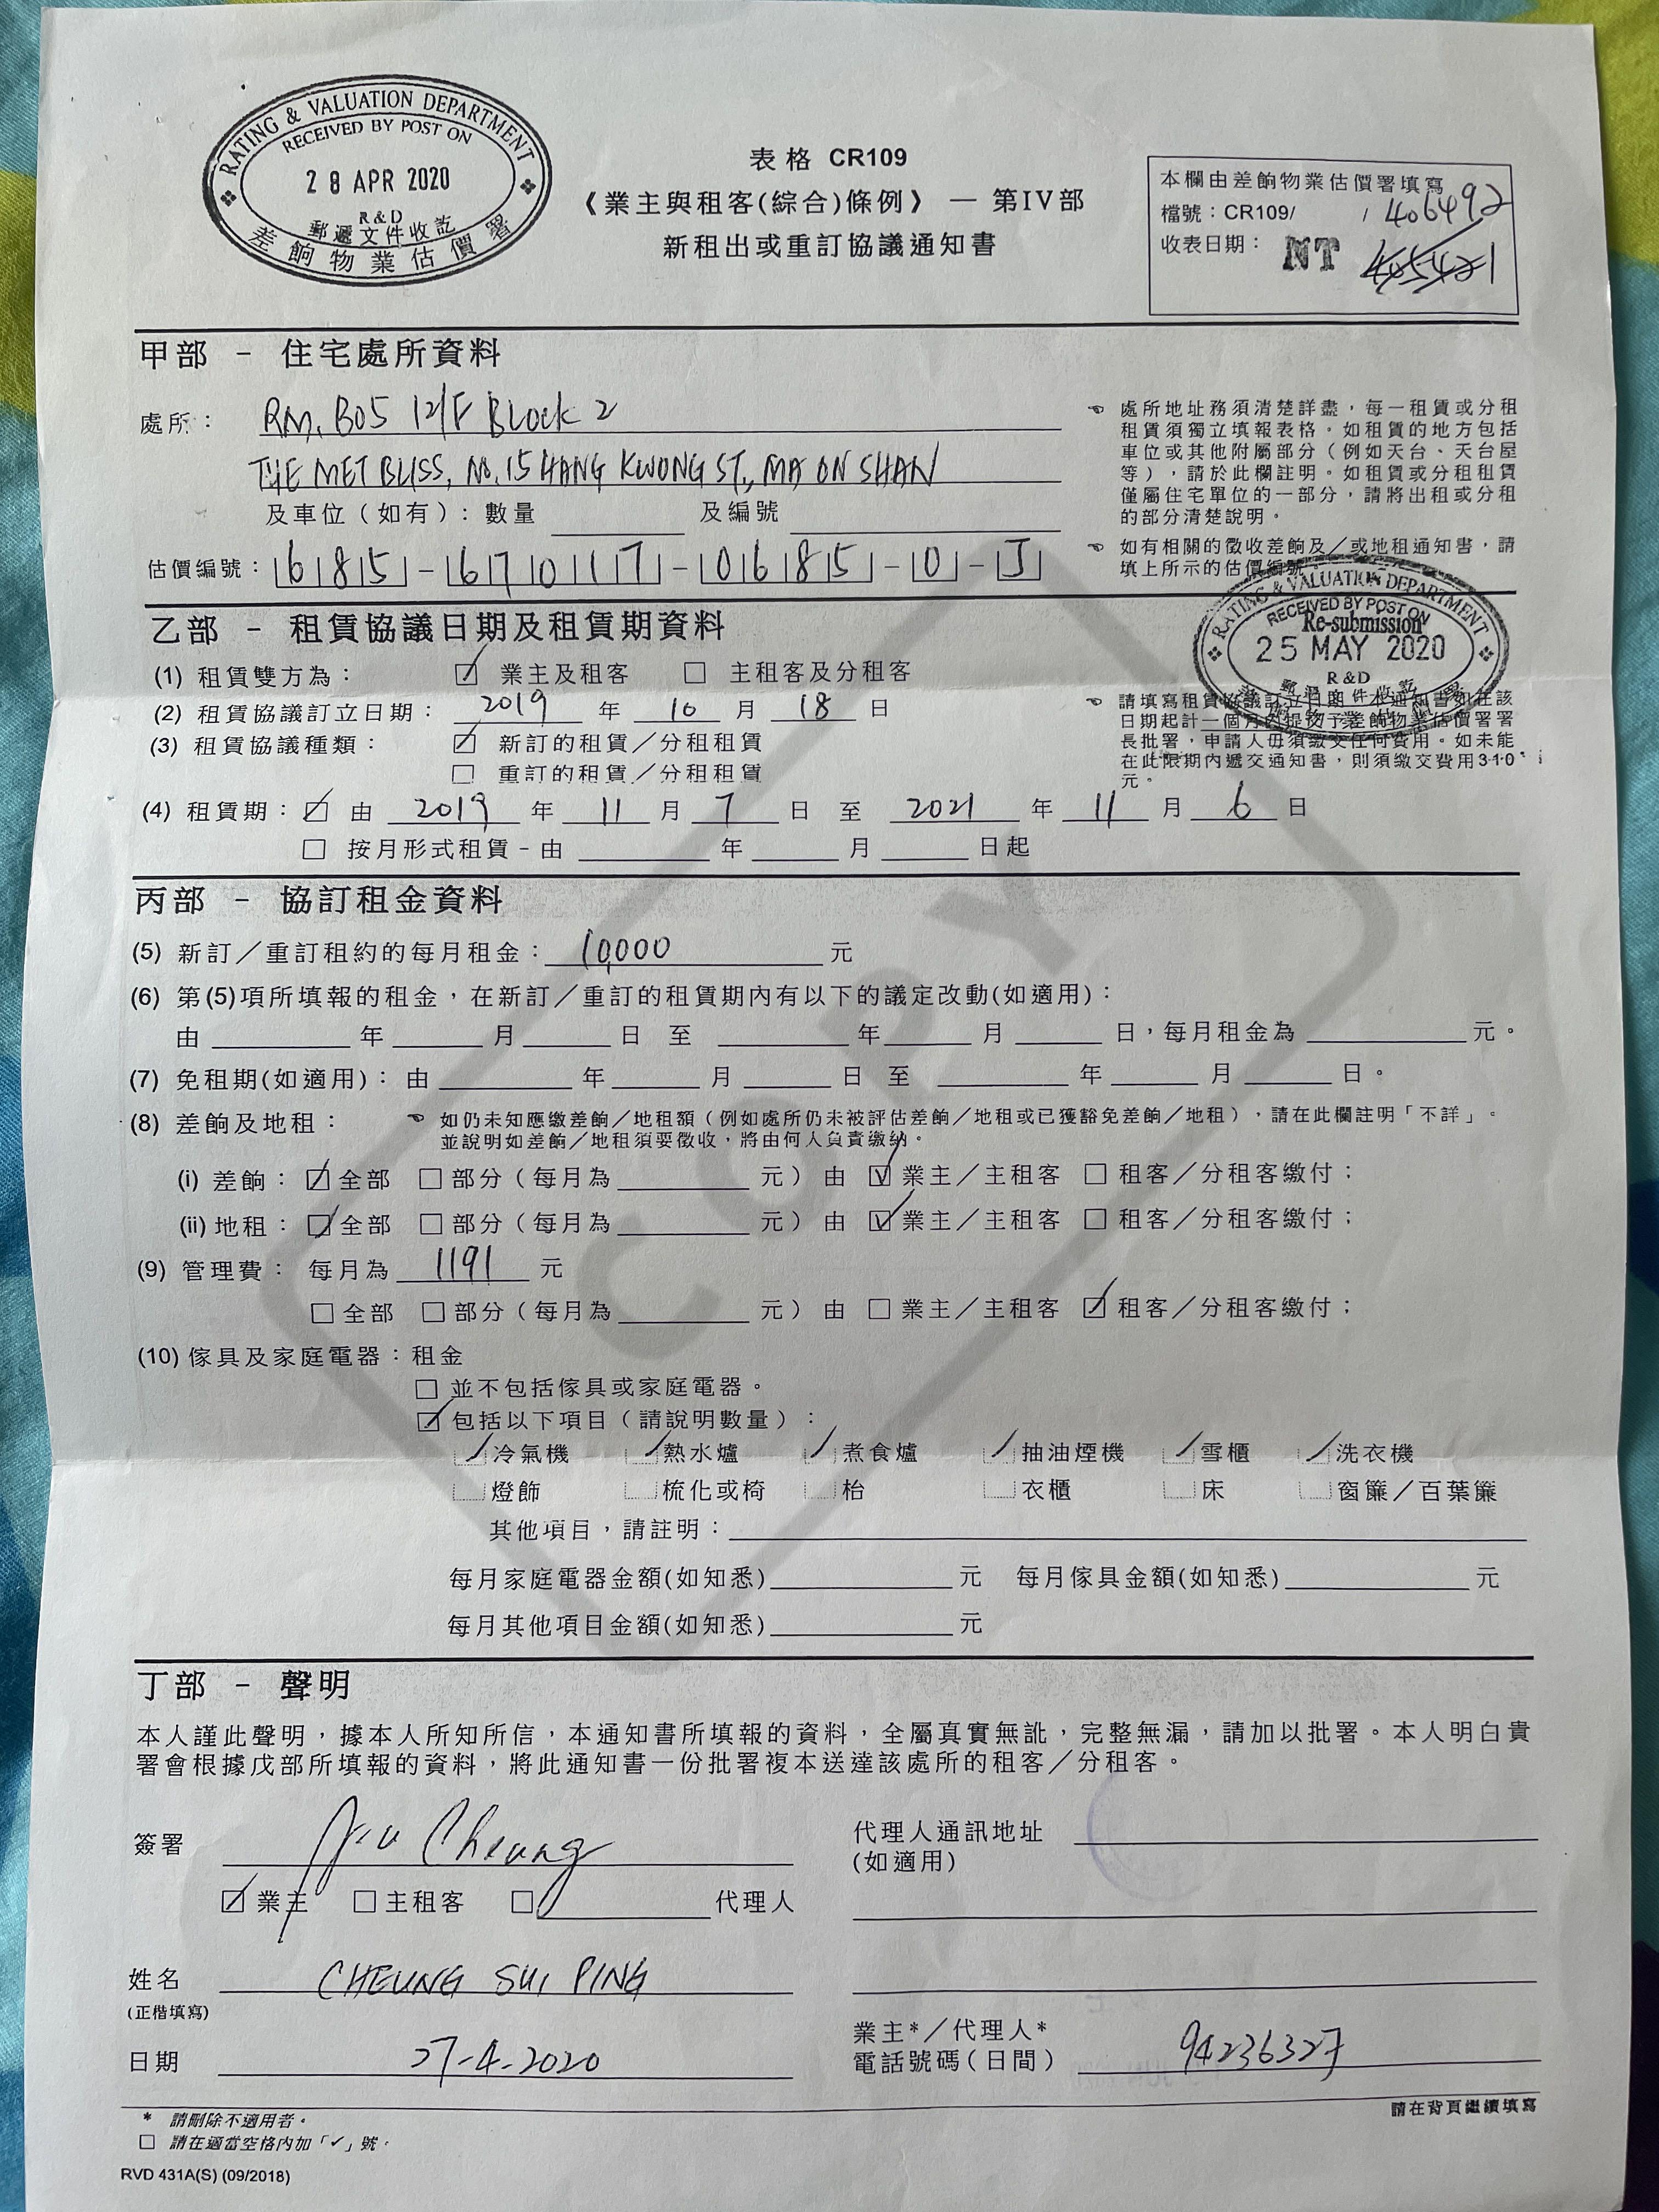 RATING & VALUATION DEPARTMENT
RECEIVED BY POST ON
28 APR 2020
R&D
郵遞文件收訖
差餉物業估價署
表格 CR109
《業主與租客(綜合)條例》 — 第IV部
新租出或重訂協議通知書
本欄由差餉物業估價署填寫
檔號：CR109/ / 406492
收表日期： NT
甲部 - 住宅處所資料
處所： RM. B05 12/F Block 2
THE MET BLISS, No. 15 HANG KWONG ST., MA ON SHAN
及車位（如有）：數量 及編號
估價編號： 685 - 67017 - 0685 - 0 - J
☜ 處所地址務須清楚詳盡，每一租賃或分租
租賃須獨立填報表格。如租賃的地方包括
車位或其他附屬部分（例如天台、天台屋
等），請於此欄註明。如租賃或分租租賃
僅屬住宅單位的一部分，請將出租或分租
的部分清楚說明。
☜ 如有相關的徵收差餉及／或地租通知書，請
填上所示的估價編號
RATING & VALUATION DEPARTMENT
RECEIVED BY POST ON
Re-submission
25 MAY 2020
R&D
乙部 - 租賃協議日期及租賃期資料
(1) 租賃雙方為： ☑ 業主及租客 ☐ 主租客及分租客
(2) 租賃協議訂立日期： 2019 年 10 月 18 日
(3) 租賃協議種類： ☑ 新訂的租賃／分租租賃
☐ 重訂的租賃／分租租賃
(4) 租賃期：☑ 由 2019 年 11 月 7 日 至 2021 年 11 月 6 日
☐ 按月形式租賃 - 由 年 月 日起
☜ 請填寫租賃協議訂立日期。本通知書如在該
日期起計一個月內提交予差餉物業估價署署
長批署，申請人毋須繳交任何費用。如未能
在此限期內遞交通知書，則須繳交費用310
元。
丙部 - 協訂租金資料
(5) 新訂／重訂租約的每月租金： 10,000 元
(6) 第(5)項所填報的租金，在新訂／重訂的租賃期內有以下的議定改動(如適用)：
由 年 月 日 至 年 月 日，每月租金為 元。
(7) 免租期(如適用)： 由 年 月 日 至 年 月 日。
(8) 差餉及地租： ☜ 如仍未知應繳差餉／地租額（例如處所仍未被評估差餉／地租或已獲豁免差餉／地租），請在此欄註明「不詳」。
並說明如差餉／地租須要徵收，將由何人負責繳納。
(i) 差餉：☑ 全部 ☐ 部分（每月為 元）由 ☑ 業主／主租客 ☐ 租客／分租客繳付；
(ii) 地租：☑ 全部 ☐ 部分（每月為 元）由 ☑ 業主／主租客 ☐ 租客／分租客繳付；
(9) 管理費： 每月為 1191 元
☐ 全部 ☐ 部分（每月為 元）由 ☐ 業主／主租客 ☑ 租客／分租客繳付；
(10) 傢具及家庭電器：租金
☐ 並不包括傢具或家庭電器。
☑ 包括以下項目（請說明數量）：
☑ 冷氣機 ☑ 熱水爐 ☑ 煮食爐 ☑ 抽油煙機 ☑ 雪櫃 ☑ 洗衣機
☐ 燈飾 ☐ 梳化或椅 ☐ 枱 ☐ 衣櫃 ☐ 床 ☐ 窗簾／百葉簾
其他項目，請註明：
每月家庭電器金額(如知悉) 元 每月傢具金額(如知悉) 元
每月其他項目金額(如知悉) 元
COPY
丁部 - 聲明
本人謹此聲明，據本人所知所信，本通知書所填報的資料，全屬真實無訛，完整無漏，請加以批署。本人明白貴
署會根據戊部所填報的資料，將此通知書一份批署複本送達該處所的租客／分租客。
簽署 Cheung
☑ 業主 ☐ 主租客 ☐ 代理人
代理人通訊地址
(如適用)
姓名 CHEUNG SUI PING
(正楷填寫)
日期 27-4-2020
業主*／代理人*
電話號碼(日間) 94236327
請在背頁繼續填寫
* 請刪除不適用者。
☐ 請在適當空格內加「✓」號。
RVD 431A(S) (09/2018)